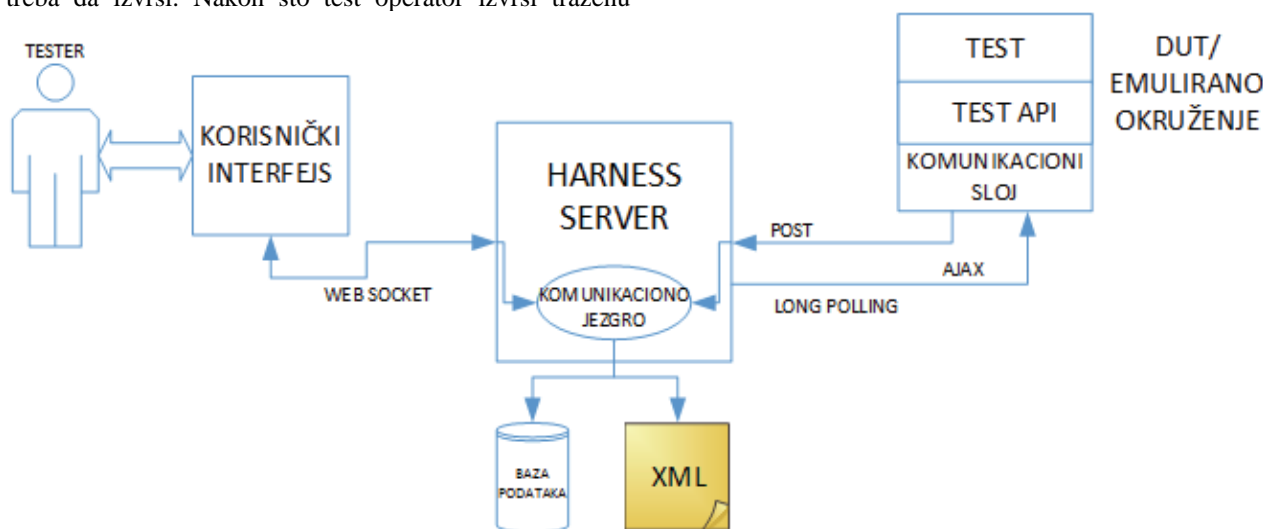 treba da izvrši. Nakon što test operator izvrši traženu
TESTER
KORISNIČKI
INTERFEJS
WEB SOCKET
HARNESS
SERVER
KOMUNIKACIONO
JEZGRO
BAZA
PODATAKA
XML
POST
AJAX
LONG POLLING
TEST
TEST API
KOMUNIKACIONI
SLOJ
DUT/
EMULIRANO
OKRUŽENJE